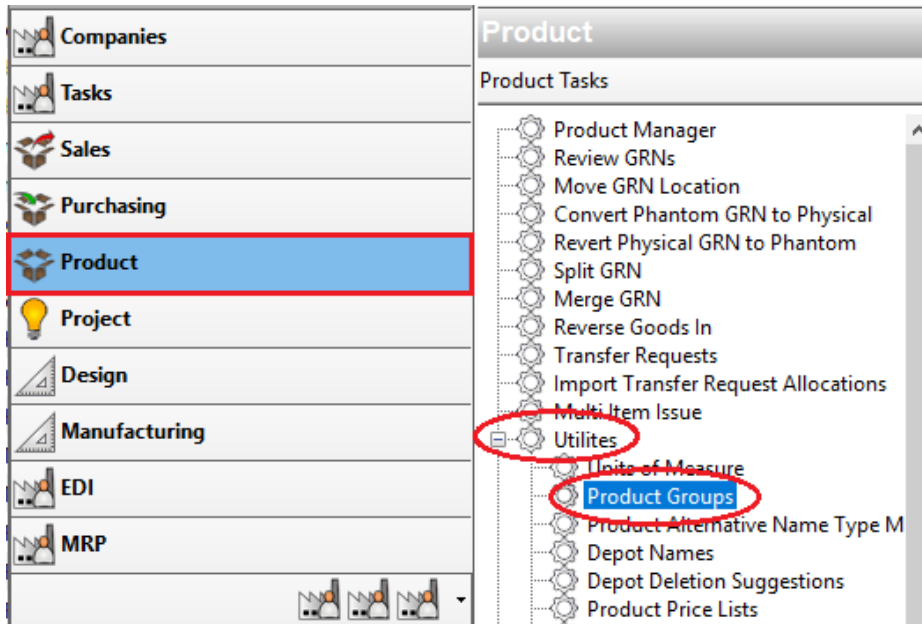 Companies
Tasks
Sales
Purchasing
Product
Project
Design
Manufacturing
EDI
MRP
Product
Product Tasks
Product Manager
Review GRNs
Move GRN Location
Convert Phantom GRN to Physical
Revert Physical GRN to Phantom
Split GRN
Merge GRN
Reverse Goods In
Transfer Requests
Import Transfer Request Allocations
Multi Item Issue
Utilites
Units of Measure
Product Groups
Product Alternative Name Type M
Depot Names
Depot Deletion Suggestions
Product Price Lists